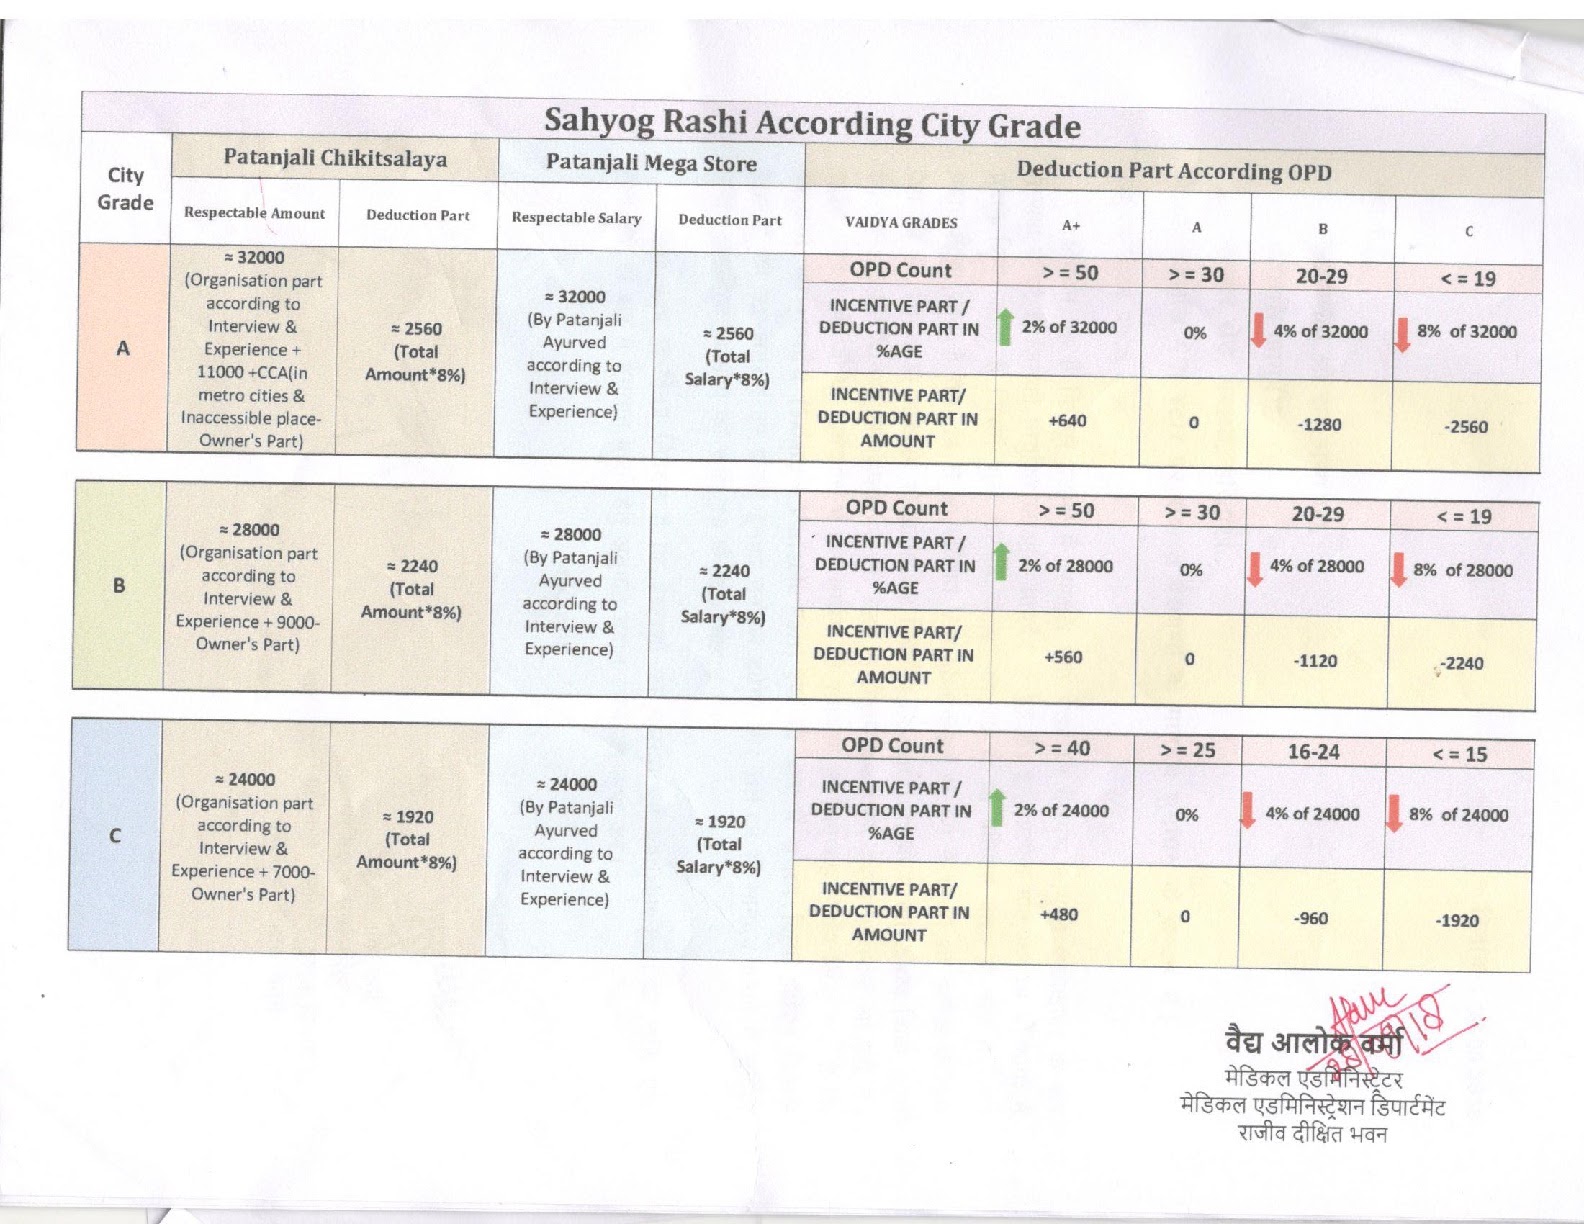 Sahyog Rashi According City Grade
City
Grade
Patanjali Chikitsalaya
Patanjali Mega Store
Deduction Part According OPD
Respectable Amount
Deduction Part
Respectable Salary
Deduction Part
VAIDYA GRADES
A+
A
B
C
A
≈ 32000
(Organisation part
according to
Interview &
Experience +
11000 +CCA(in
metro cities &
Inaccessible place-
Owner's Part)
≈ 2560
(Total
Amount*8%)
≈ 32000
(By Patanjali
Ayurved
according to
Interview &
Experience)
≈ 2560
(Total
Salary*8%)
OPD Count
> = 50
> = 30
20-29
< = 19
INCENTIVE PART /
DEDUCTION PART IN
%AGE
2% of 32000
0%
4% of 32000
8% of 32000
INCENTIVE PART/
DEDUCTION PART IN
AMOUNT
+640
0
-1280
-2560
B
≈ 28000
(Organisation part
according to
Interview &
Experience + 9000-
Owner's Part)
≈ 2240
(Total
Amount*8%)
≈ 28000
(By Patanjali
Ayurved
according to
Interview &
Experience)
≈ 2240
(Total
Salary*8%)
OPD Count
> = 50
> = 30
20-29
< = 19
INCENTIVE PART /
DEDUCTION PART IN
%AGE
2% of 28000
0%
4% of 28000
8% of 28000
INCENTIVE PART/
DEDUCTION PART IN
AMOUNT
+560
0
-1120
-2240
C
≈ 24000
(Organisation part
according to
Interview &
Experience + 7000-
Owner's Part)
≈ 1920
(Total
Amount*8%)
≈ 24000
(By Patanjali
Ayurved
according to
Interview &
Experience)
≈ 1920
(Total
Salary*8%)
OPD Count
> = 40
> = 25
16-24
< = 15
INCENTIVE PART /
DEDUCTION PART IN
%AGE
2% of 24000
0%
4% of 24000
8% of 24000
INCENTIVE PART/
DEDUCTION PART IN
AMOUNT
+480
0
-960
-1920
वैद्य आलोक वर्मा
मेडिकल एडमिनिस्ट्रेटर
मेडिकल एडमिनिस्ट्रेशन डिपार्टमेंट
राजीव दीक्षित भवन